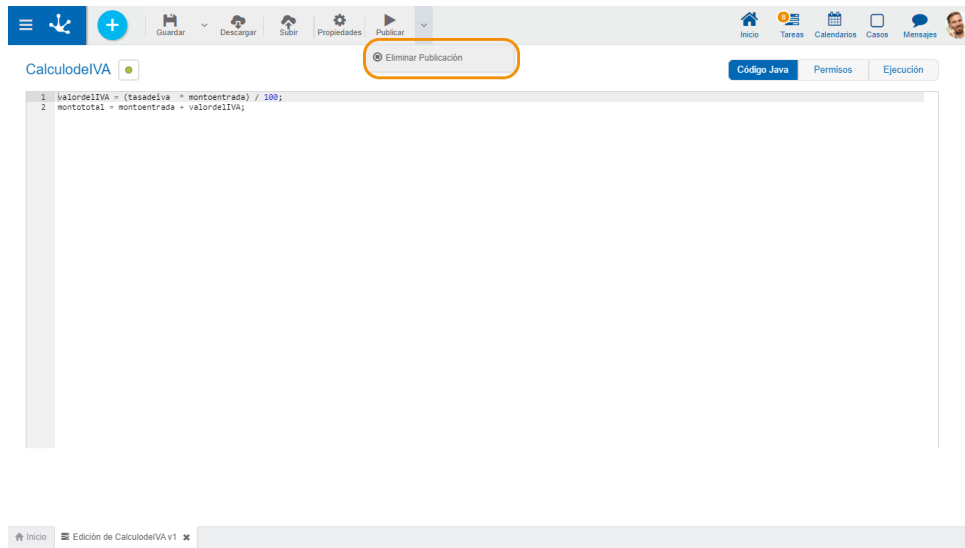 Guardar Descargar Subir Propiedades Publicar
8 Inicio Tareas Calendarios Casos Mensajes
Eliminar Publicación
CalculodeIVA
Código Java Permisos Ejecución
1 valordelIVA = (tasadeiva * montoentrada) / 100;
2 montototal = montoentrada + valordelIVA;
Inicio Edición de CalculodeIVA v1